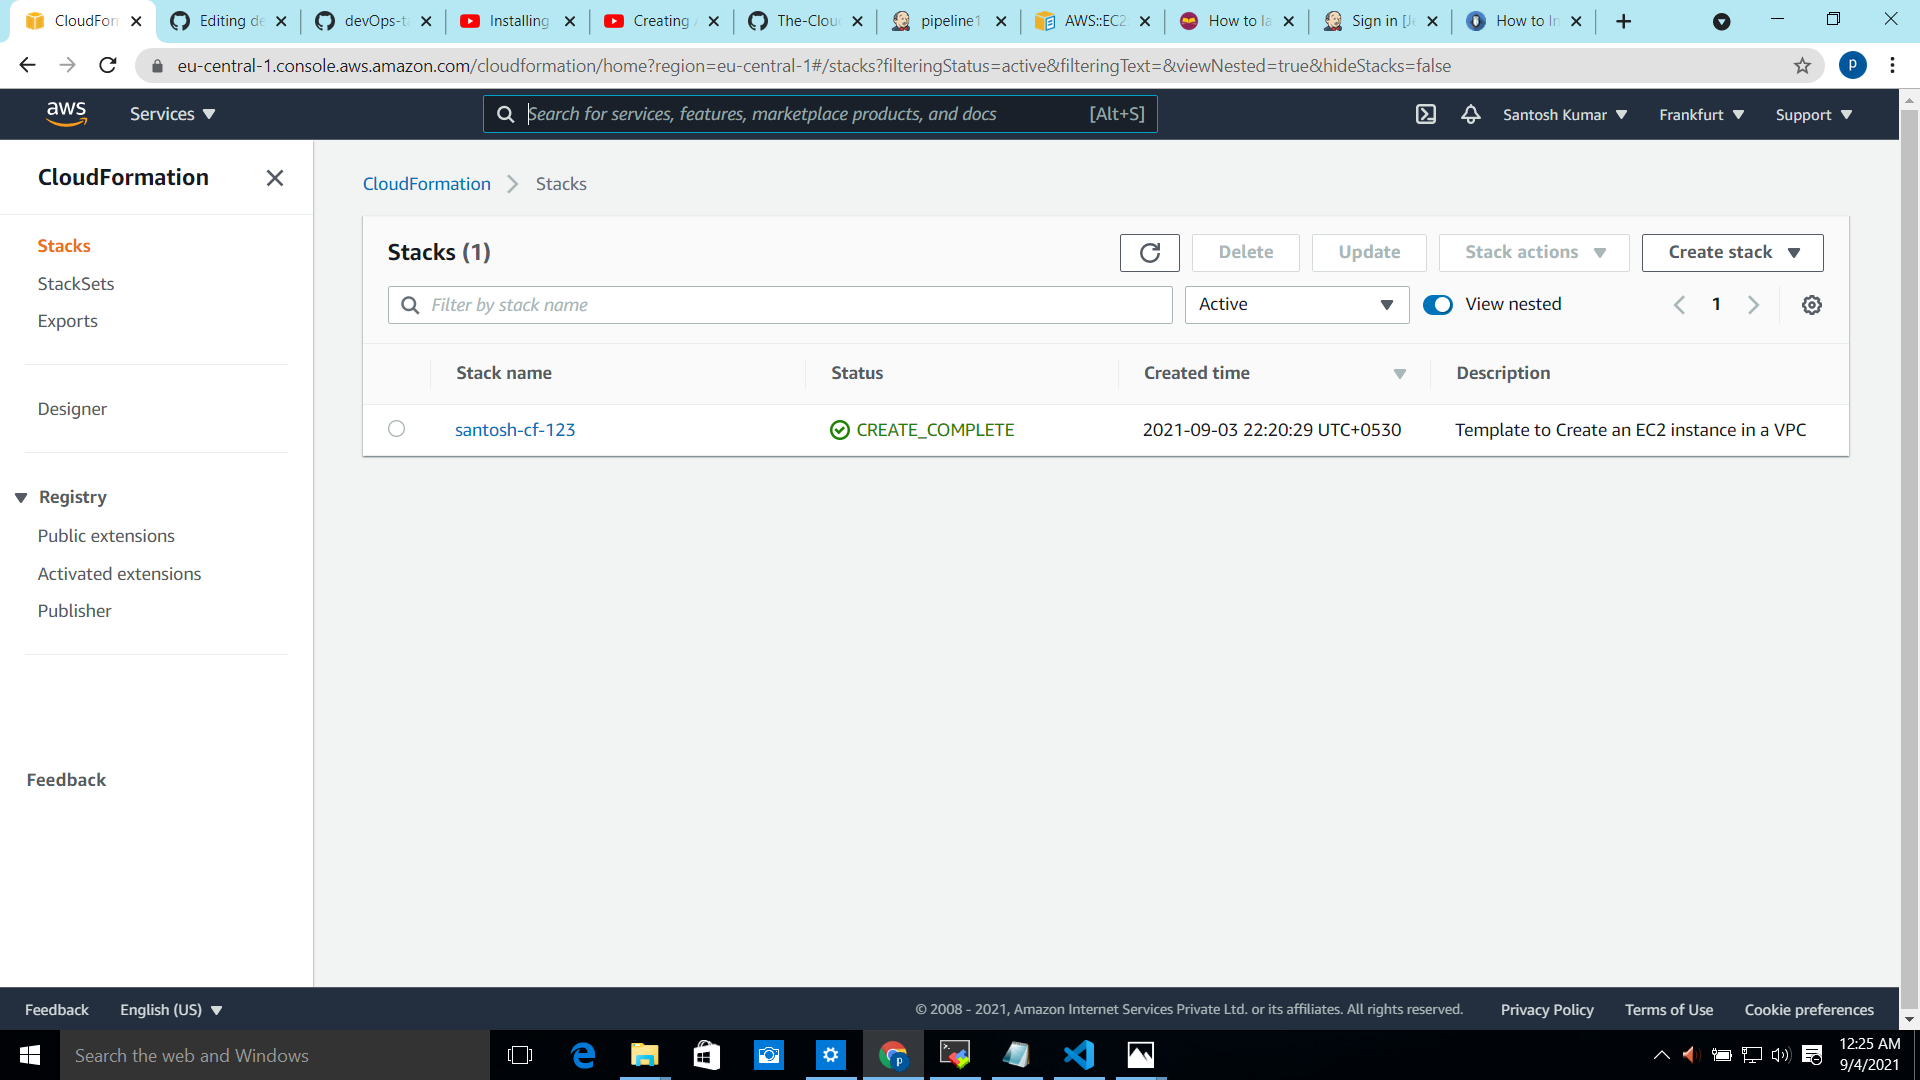 CloudForm
Editing de
devOps-ta
Installing
Creating A
The-Clou
pipeline1
AWS::EC2
How to la
Sign in [Je
How to In
eu-central-1.console.aws.amazon.com/cloudformation/home?region=eu-central-1#/stacks?filteringStatus=active&filteringText=&viewNested=true&hideStacks=false
P
aws
Services
Search for services, features, marketplace products, and docs
[Alt+S]
Santosh Kumar
Frankfurt
Support
CloudFormation
Stacks
StackSets
Exports
Designer
Registry
Public extensions
Activated extensions
Publisher
Feedback
CloudFormation
Stacks
Stacks (1)
Delete
Update
Stack actions
Create stack
Filter by stack name
Active
View nested
1
Stack name
Status
Created time
Description
santosh-cf-123
CREATE_COMPLETE
2021-09-03 22:20:29 UTC+0530
Template to Create an EC2 instance in a VPC
Feedback
English (US)
© 2008 - 2021, Amazon Internet Services Private Ltd. or its affiliates. All rights reserved.
Privacy Policy
Terms of Use
Cookie preferences
Search the web and Windows
P
12:25 AM
9/4/2021